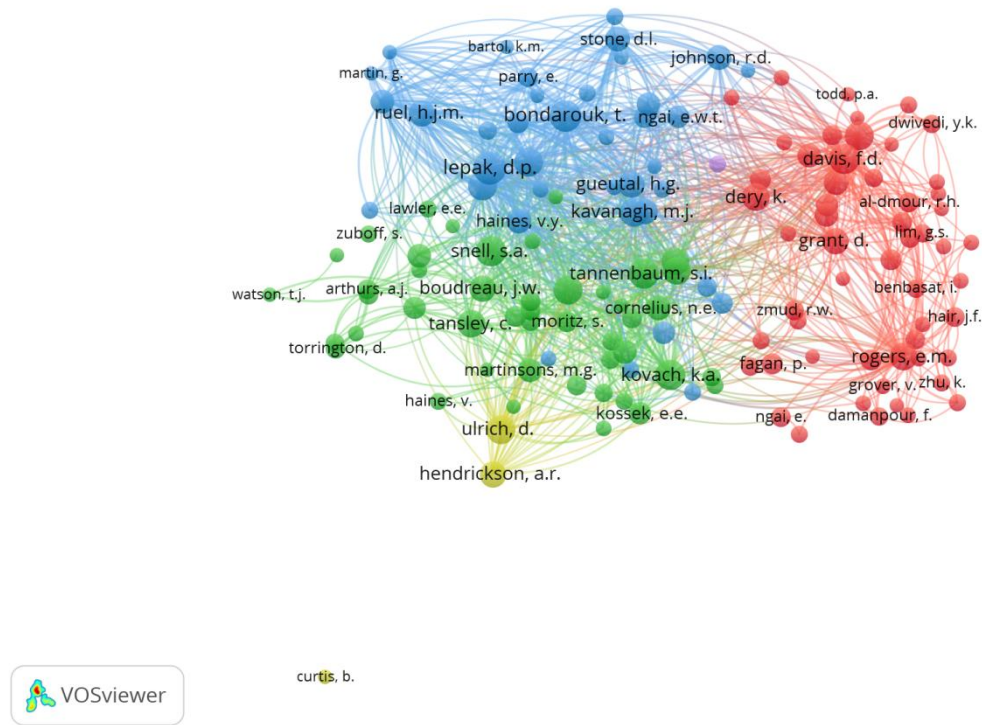 stone, d.l.
bartol, k.m.
johnson, r.d.
martin, g.
parry, e.
todd, p.a.
ruel, h.j.m.
bondarouk, t.
ngai, e.w.t.
dwivedi, y.k.
davis, f.d.
lepak, d.p.
gueutal, h.g.
dery, k.
al-dmour, r.h.
lawler, e.e.
haines, v.y.
kavanagh, m.j.
zuboff, s.
snell, s.a.
grant, d.
lim, g.s.
tannenbaum, s.i.
watson, t.j.
arthurs, a.j.
boudreau, j.w.
benbasat, i.
cornelius, n.e.
zmud, r.w.
hair, j.f.
tansley, c.
moritz, s.
torrington, d.
rogers, e.m.
martinsons, m.g.
kovach, k.a.
fagan, p.
grover, v.
zhu, k.
haines, v.
kossek, e.e.
ngai, e.
damanpour, f.
ulrich, d.
hendrickson, a.r.
curtis, b.
VOSviewer